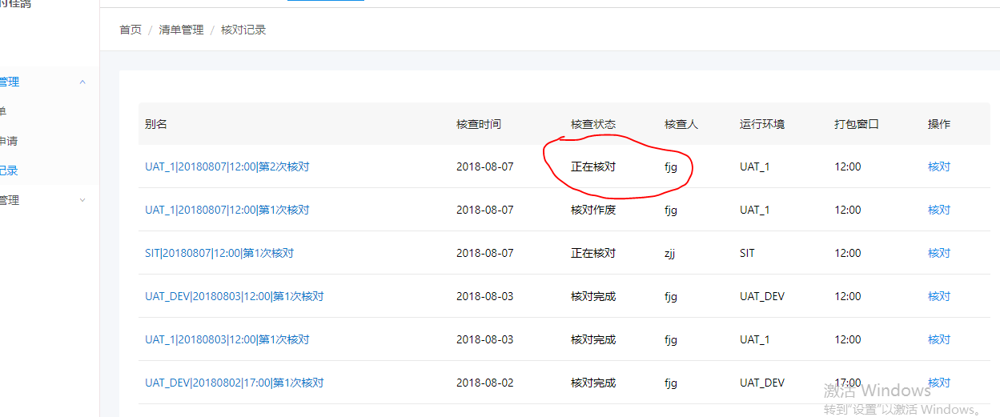 付佳鹄
首页 / 清单管理 / 核对记录
管理
单
申请
记录
管理
别名 核查时间 核查状态 核查人 运行环境 打包窗口 操作
UAT_1|20180807|12:00|第2次核对 2018-08-07 正在核对 fjg UAT_1 12:00 核对
UAT_1|20180807|12:00|第1次核对 2018-08-07 核对作废 fjg UAT_1 12:00 核对
SIT|20180807|12:00|第1次核对 2018-08-07 正在核对 zjj SIT 12:00 核对
UAT_DEV|20180803|12:00|第1次核对 2018-08-03 核对完成 fjg UAT_DEV 12:00 核对
UAT_1|20180803|12:00|第1次核对 2018-08-03 核对完成 fjg UAT_1 12:00 核对
UAT_DEV|20180802|17:00|第1次核对 2018-08-02 核对完成 fjg UAT_DEV 17:00 核对
激活 Windows
转到"设置"以激活 Windows。